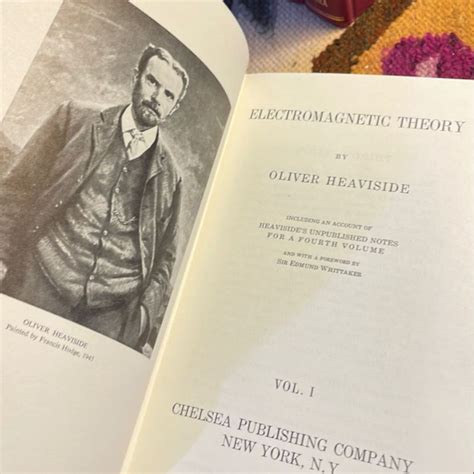 OLIVER HEAVISIDE
Painted by Francis Hodge, 1945
ELECTROMAGNETIC THEORY
BY
OLIVER HEAVISIDE
INCLUDING AN ACCOUNT OF
HEAVISIDE'S UNPUBLISHED NOTES
FOR A FOURTH VOLUME
AND WITH A FOREWORD BY
SIR EDMUND WHITTAKER
VOL. I
CHELSEA PUBLISHING COMPANY
NEW YORK, N.Y